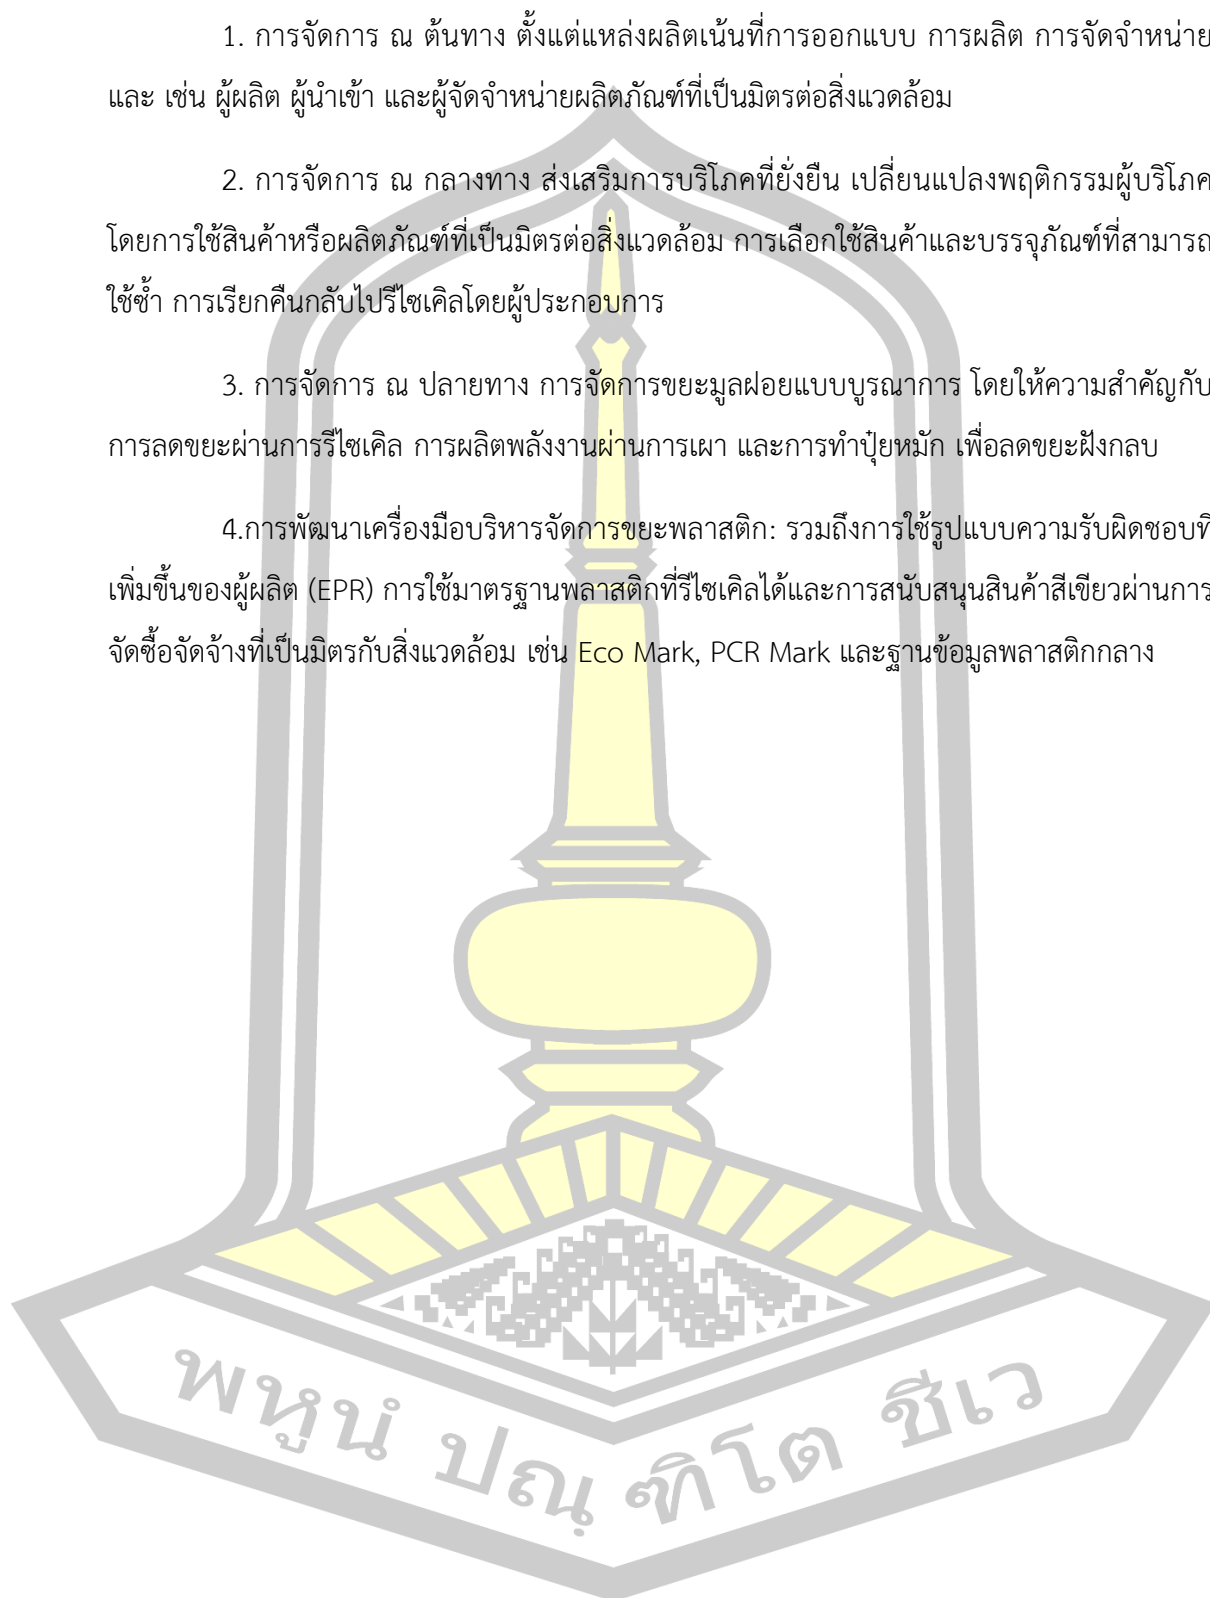 1. การจัดการ ณ ต้นทาง ตั้งแต่แหล่งผลิตเน้นที่การออกแบบ การผลิต การจัดจำหน่าย
และ เช่น ผู้ผลิต ผู้นำเข้า และผู้จัดจำหน่ายผลิตภัณฑ์ที่เป็นมิตรต่อสิ่งแวดล้อม
2. การจัดการ ณ กลางทาง ส่งเสริมการบริโภคที่ยั่งยืน เปลี่ยนแปลงพฤติกรรมผู้บริโภค
โดยการใช้สินค้าหรือผลิตภัณฑ์ที่เป็นมิตรต่อสิ่งแวดล้อม การเลือกใช้สินค้าและบรรจุภัณฑ์ที่สามารถ
ใช้ซ้ำ การเรียกคืนกลับไปรีไซเคิลโดยผู้ประกอบการ
3. การจัดการ ณ ปลายทาง การจัดการขยะมูลฝอยแบบบูรณาการ โดยให้ความสำคัญกับ
การลดขยะผ่านการรีไซเคิล การผลิตพลังงานผ่านการเผา และการทำปุ๋ยหมัก เพื่อลดขยะฝังกลบ
4.การพัฒนาเครื่องมือบริหารจัดการขยะพลาสติก: รวมถึงการใช้รูปแบบความรับผิดชอบที
เพิ่มขึ้นของผู้ผลิต (EPR) การใช้มาตรฐานพลาสติกที่รีไซเคิลได้และการสนับสนุนสินค้าสีเขียวผ่านการ
จัดซื้อจัดจ้างที่เป็นมิตรกับสิ่งแวดล้อม เช่น Eco Mark, PCR Mark และฐานข้อมูลพลาสติกกลาง
พหูนํ ปณฺฑิโต ชีเว